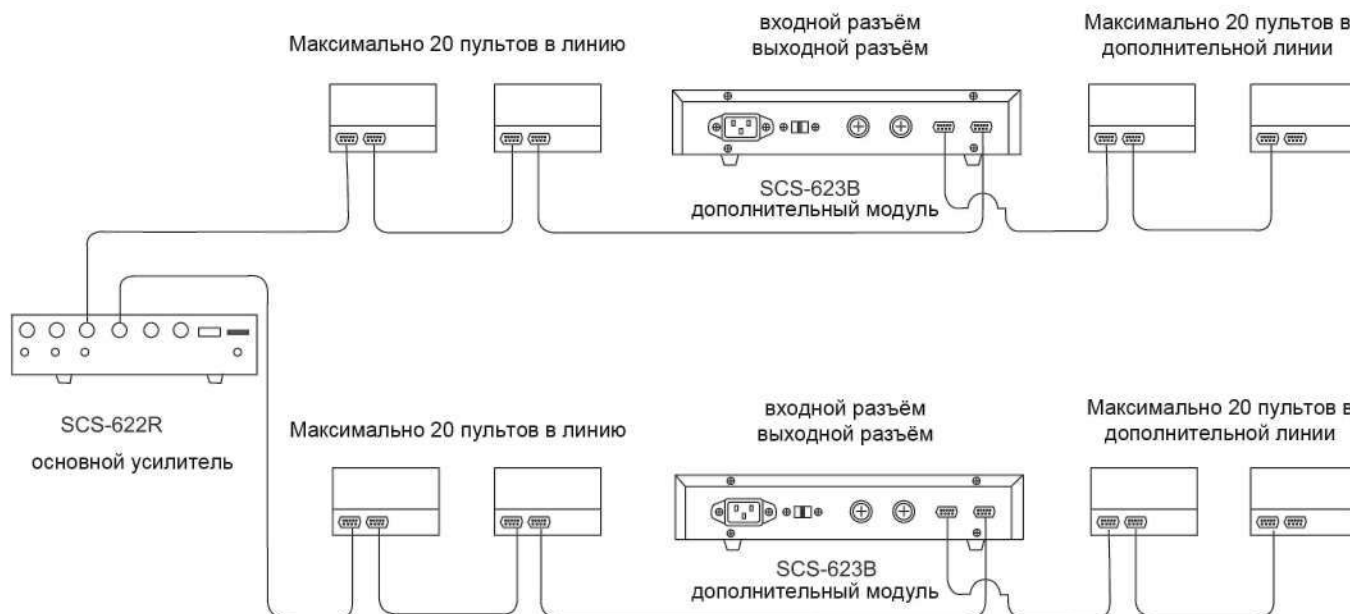 Максимально 20 пультов в линию
входной разъём
выходной разъём
Максимально 20 пультов в
дополнительной линии
SCS-623B
дополнительный модуль
SCS-622R
основной усилитель
Максимально 20 пультов в линию
входной разъём
выходной разъём
Максимально 20 пультов в
дополнительной линии
SCS-623B
дополнительный модуль